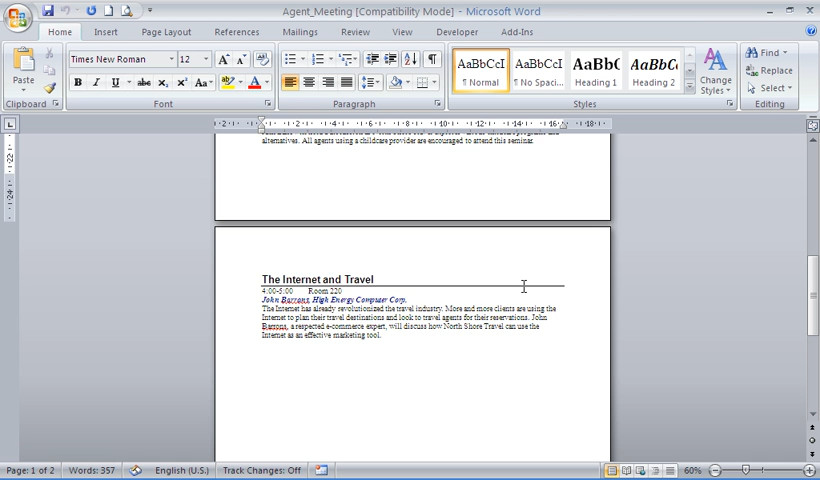 Agent_Meeting [Compatibility Mode] - Microsoft Word
Home Insert Page Layout References Mailings Review View Developer Add-Ins
Paste
Clipboard
Times New Roman 12
B I U abc x₂ x² Aa
Font
Paragraph
AaBbCcI AaBbCcI AaBb( AaBbCc
¶ Normal ¶ No Spaci... Heading 1 Heading 2
Change Styles
Styles
Find
Replace
Select
Editing
alternatives. All agents using a childcare provider are encouraged to attend this seminar.
The Internet and Travel
4:00-5:00 Room 220
John Barrons, High Energy Computer Corp.
The Internet has already revolutionized the travel industry. More and more clients are using the
Internet to plan their travel destinations and look to travel agents for their reservations. John
Barrons, a respected e-commerce expert, will discuss how North Shore Travel can use the
Internet as an effective marketing tool.
Page: 1 of 2 Words: 357 English (U.S.) Track Changes: Off 60%